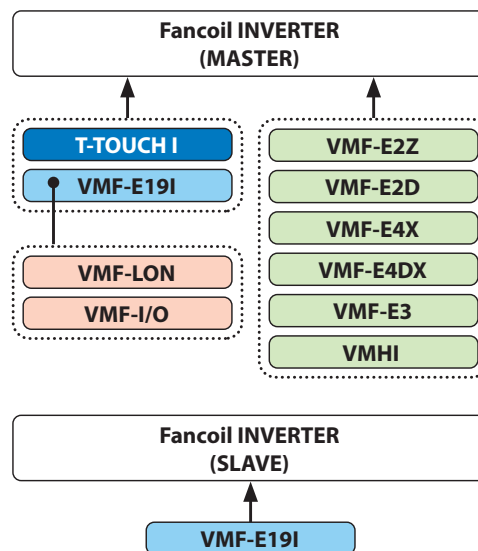 Fancoil INVERTER
(MASTER)
T-TOUCH I
VMF-E19I
VMF-LON
VMF-I/O
VMF-E2Z
VMF-E2D
VMF-E4X
VMF-E4DX
VMF-E3
VMHI
Fancoil INVERTER
(SLAVE)
VMF-E19I